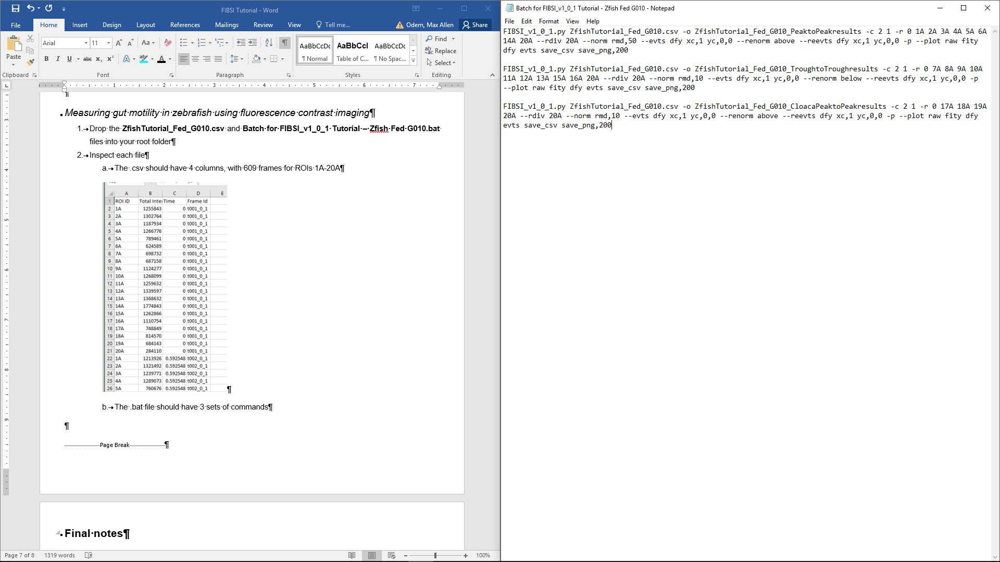 FIBSI Tutorial - Word
File Home Insert Design Layout References Mailings Review View Tell me... Odem, Max Allen Share
Paste
Arial 11 Aa
B I U abc x₂ x² A A
AaBbCcDc AaBbCcI AaBbCcDc
¶ Normal Table of C... ¶ No Spac...
Find
Replace
Select
Clipboard Font Paragraph Styles Editing
1 2 3 4 5 6 7
¶
Measuring·gut·motility·in·zebrafish·using·fluorescence·contrast·imaging¶
1.→Drop·the·ZfishTutorial_Fed_G010.csv·and·Batch·for·FIBSI_v1_0_1·Tutorial·–·Zfish·Fed·G010.bat·
files·into·your·root·folder¶
2.→Inspect·each·file¶
a.→The·.csv·should·have·4·columns,·with·609·frames·for·ROIs·1A-20A¶
A B C D E
1 ROI ID Total Inter Time Frame Id
2 1A 1255843 0 t001_0_1
3 2A 1302764 0 t001_0_1
4 3A 1187934 0 t001_0_1
5 4A 1266776 0 t001_0_1
6 5A 789461 0 t001_0_1
7 6A 624589 0 t001_0_1
8 7A 698732 0 t001_0_1
9 8A 687158 0 t001_0_1
10 9A 1124277 0 t001_0_1
11 10A 1268099 0 t001_0_1
12 11A 1259632 0 t001_0_1
13 12A 1339597 0 t001_0_1
14 13A 1368632 0 t001_0_1
15 14A 1774843 0 t001_0_1
16 15A 1262866 0 t001_0_1
17 16A 1110754 0 t001_0_1
18 17A 748849 0 t001_0_1
19 18A 814570 0 t001_0_1
20 19A 684143 0 t001_0_1
21 20A 284110 0 t001_0_1
22 1A 1213926 0.592548 t002_0_1
23 2A 1321492 0.592548 t002_0_1
24 3A 1239771 0.592548 t002_0_1
25 4A 1289073 0.592548 t002_0_1
26 5A 760676 0.592548 t002_0_1
¶
b.→The·.bat·file·should·have·3·sets·of·commands¶
¶
Page Break¶
Final·notes¶
Page 7 of 8 1319 words 100%
Batch for FIBSI_v1_0_1 Tutorial - Zfish Fed G010 - Notepad
File Edit Format View Help
FIBSI_v1_0_1.py ZfishTutorial_Fed_G010.csv -o ZfishTutorial_Fed_G010_PeaktoPeakresults -c 2 1 -r 0 1A 2A 3A 4A 5A 6A
14A 20A --rdiv 20A --norm rmd,50 --evts dfy xc,1 yc,0,0 --renorm above --reevts dfy xc,1 yc,0,0 -p --plot raw fity
dfy evts save_csv save_png,200
FIBSI_v1_0_1.py ZfishTutorial_Fed_G010.csv -o ZfishTutorial_Fed_G010_TroughtoTroughresults -c 2 1 -r 0 7A 8A 9A 10A
11A 12A 13A 15A 16A 20A --rdiv 20A --norm rmd,10 --evts dfy xc,1 yc,0,0 --renorm below --reevts dfy xc,1 yc,0,0 -p
--plot raw fity dfy evts save_csv save_png,200
FIBSI_v1_0_1.py ZfishTutorial_Fed_G010.csv -o ZfishTutorial_Fed_G010_CloacaPeaktoPeakresults -c 2 1 -r 0 17A 18A 19A
20A --rdiv 20A --norm rmd,10 --evts dfy xc,1 yc,0,0 --renorm above --reevts dfy xc,1 yc,0,0 -p --plot raw fity dfy
evts save_csv save_png,200